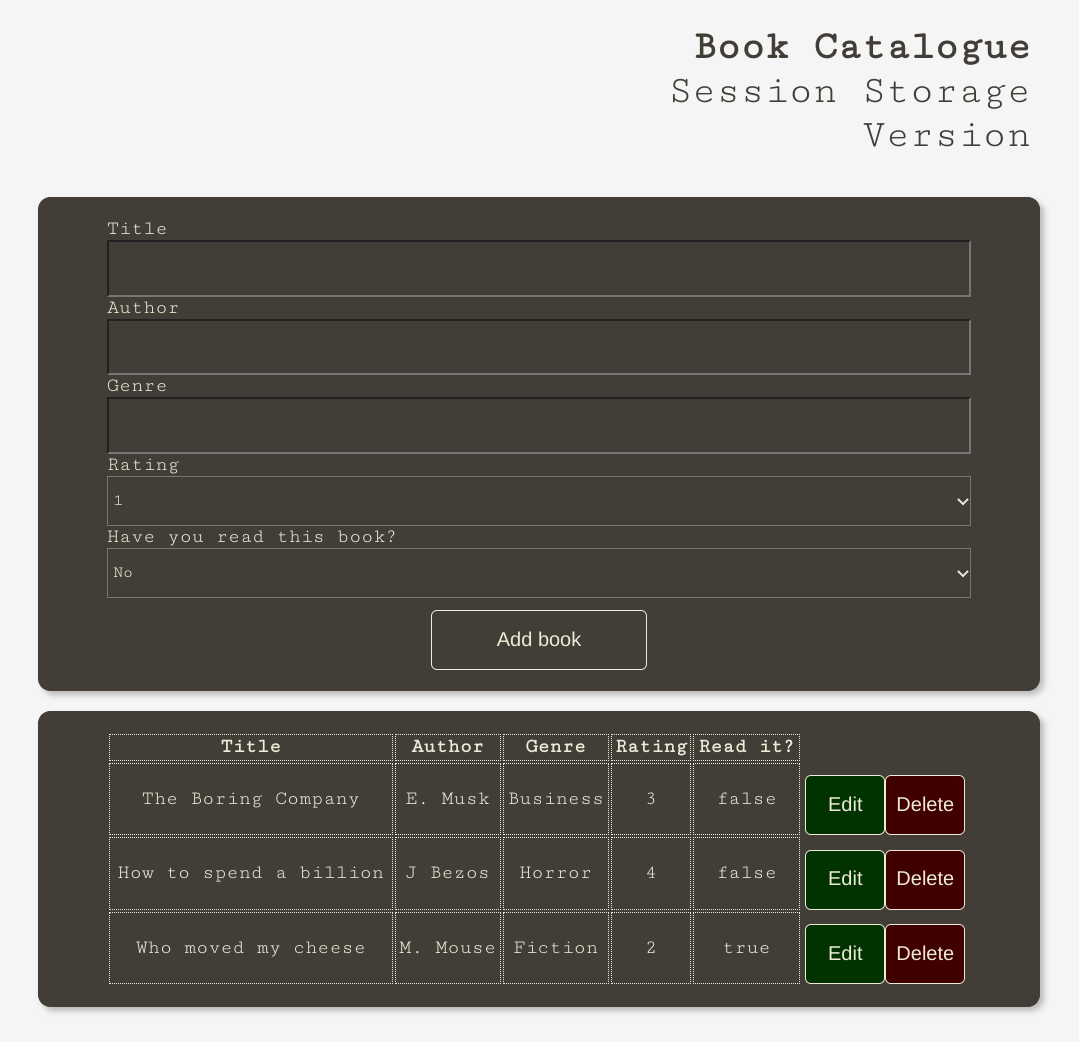 Book Catalogue
Session Storage
Version
Title
Author
Genre
Rating
1
Have you read this book?
No
Add book
Title Author Genre Rating Read it?
The Boring Company E. Musk Business 3 false Edit Delete
How to spend a billion J Bezos Horror 4 false Edit Delete
Who moved my cheese M. Mouse Fiction 2 true Edit Delete